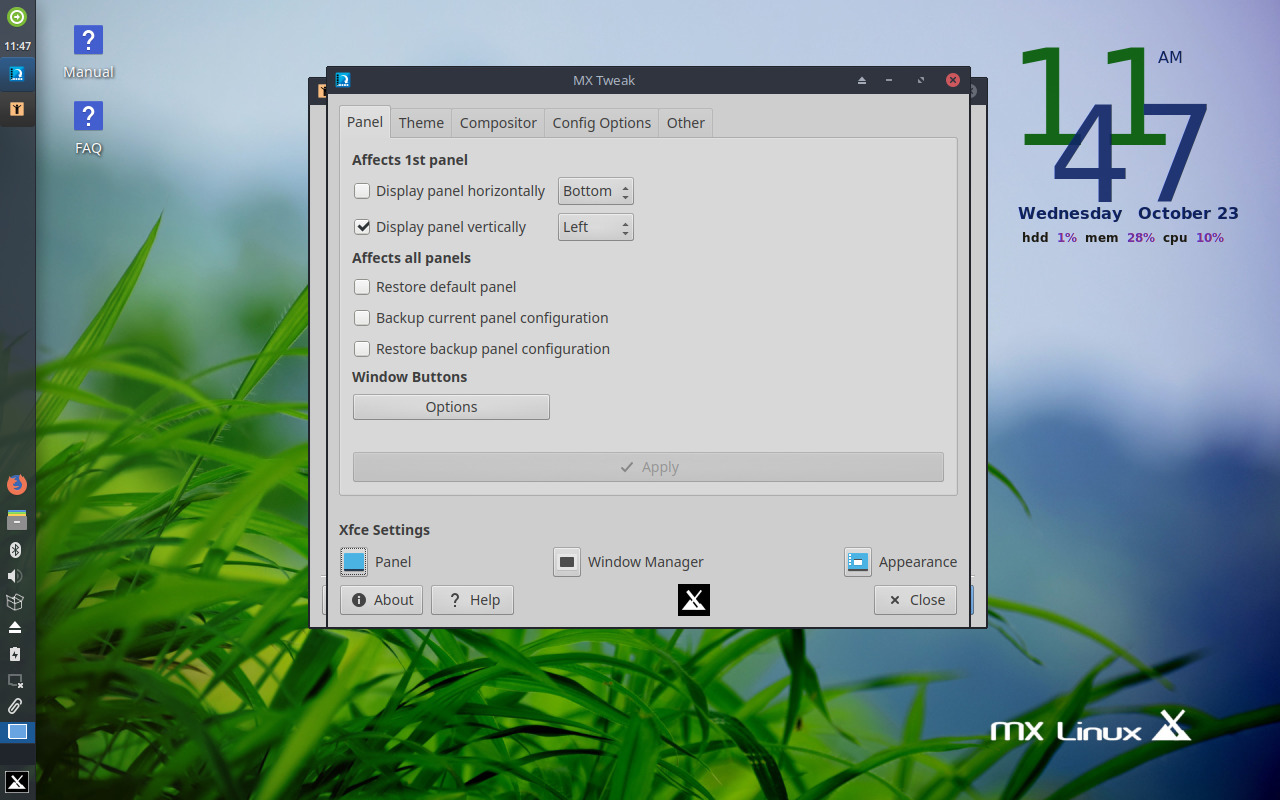 11:47
Manual
FAQ
MX Tweak
Panel Theme Compositor Config Options Other
Affects 1st panel
Display panel horizontally Bottom
Display panel vertically Left
Affects all panels
Restore default panel
Backup current panel configuration
Restore backup panel configuration
Window Buttons
Options
Apply
Xfce Settings
Panel Window Manager Appearance
About Help Close
11 AM
47
Wednesday October 23
hdd 1% mem 28% cpu 10%
mx Linux